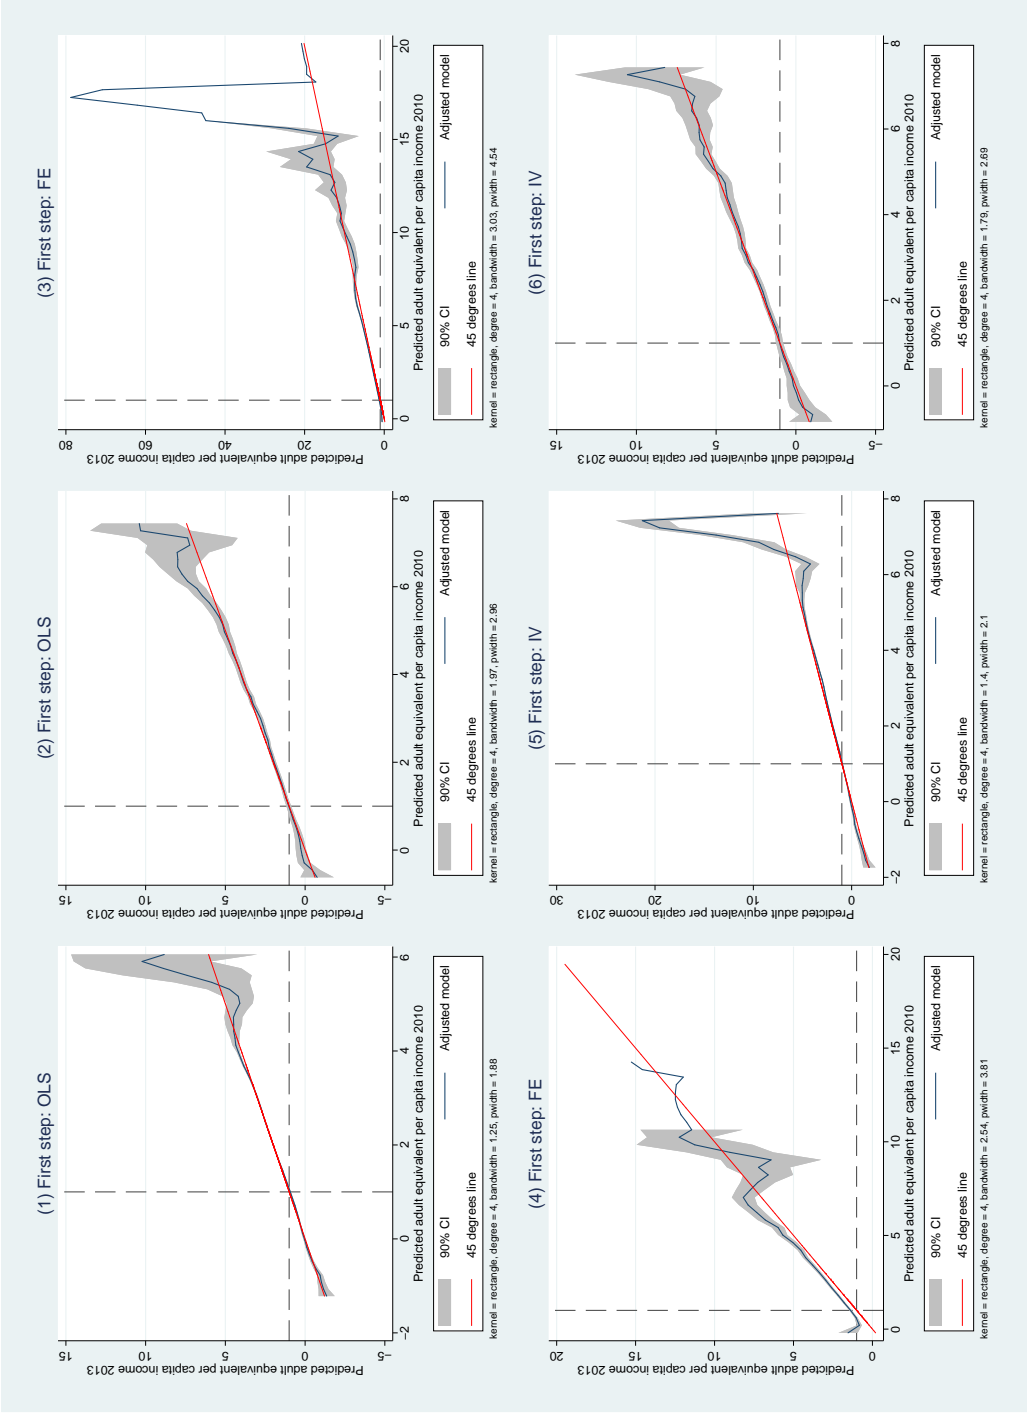 (1) First step: OLS
Predicted adult equivalent per capita income 2013
15
10
5
0
−5
−2
0
2
4
6
Predicted adult equivalent per capita income 2010
90% CI
Adjusted model
45 degrees line
kernel = rectangle, degree = 4, bandwidth = 1.25, pwidth = 1.88
(2) First step: OLS
Predicted adult equivalent per capita income 2013
15
10
5
0
−5
0
2
4
6
8
Predicted adult equivalent per capita income 2010
90% CI
Adjusted model
45 degrees line
kernel = rectangle, degree = 4, bandwidth = 1.97, pwidth = 2.96
(3) First step: FE
Predicted adult equivalent per capita income 2013
80
60
40
20
0
0
5
10
15
20
Predicted adult equivalent per capita income 2010
90% CI
Adjusted model
45 degrees line
kernel = rectangle, degree = 4, bandwidth = 3.03, pwidth = 4.54
(4) First step: FE
Predicted adult equivalent per capita income 2013
20
15
10
5
0
0
5
10
15
20
Predicted adult equivalent per capita income 2010
90% CI
Adjusted model
45 degrees line
kernel = rectangle, degree = 4, bandwidth = 2.54, pwidth = 3.81
(5) First step: IV
Predicted adult equivalent per capita income 2013
30
20
10
0
−2
0
2
4
6
8
Predicted adult equivalent per capita income 2010
90% CI
Adjusted model
45 degrees line
kernel = rectangle, degree = 4, bandwidth = 1.4, pwidth = 2.1
(6) First step: IV
Predicted adult equivalent per capita income 2013
15
10
5
0
−5
0
2
4
6
8
Predicted adult equivalent per capita income 2010
90% CI
Adjusted model
45 degrees line
kernel = rectangle, degree = 4, bandwidth = 1.79, pwidth = 2.69